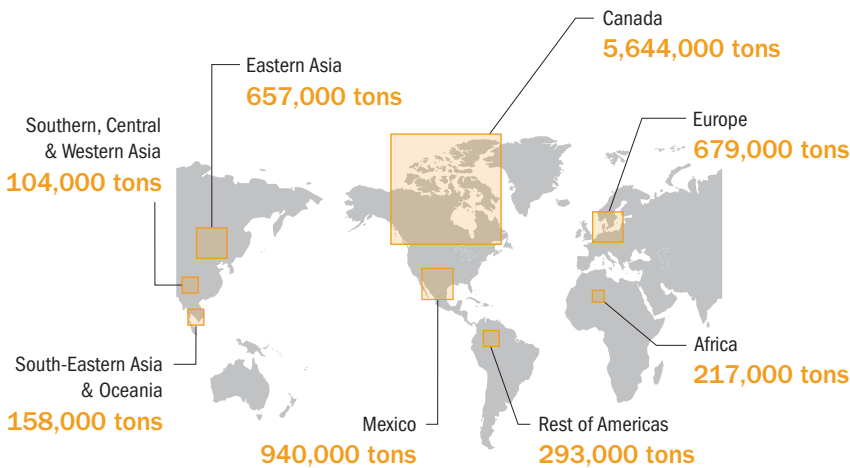 Canada
5,644,000 tons
Eastern Asia
657,000 tons
Southern, Central
& Western Asia
104,000 tons
Europe
679,000 tons
South-Eastern Asia
& Oceania
158,000 tons
Africa
217,000 tons
Mexico
940,000 tons
Rest of Americas
293,000 tons